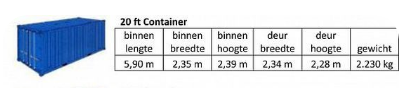 20 ft Container
binnen binnen binnen deur deur
lengte breedte hoogte breedte hoogte gewicht
5,90 m 2,35 m 2,39 m 2,34 m 2,28 m 2.230 kg